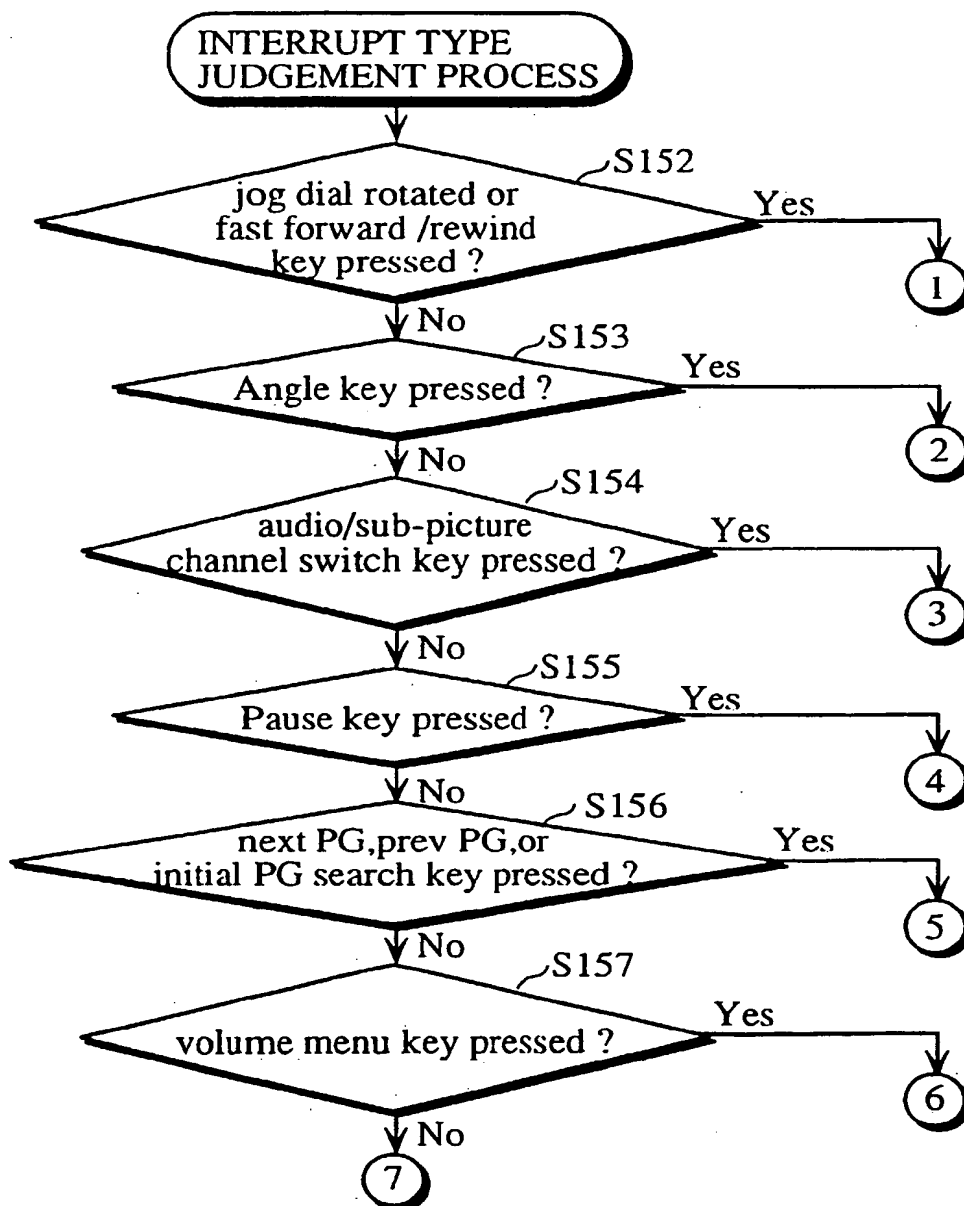 INTERRUPT TYPE
JUDGEMENT PROCESS
S152
jog dial rotated or
fast forward /rewind
key pressed ?
Yes
1
No
S153
Angle key pressed ?
Yes
2
No
S154
audio/sub-picture
channel switch key pressed ?
Yes
3
No
S155
Pause key pressed ?
Yes
4
No
S156
next PG,prev PG,or
initial PG search key pressed ?
Yes
5
No
S157
volume menu key pressed ?
Yes
6
No
7